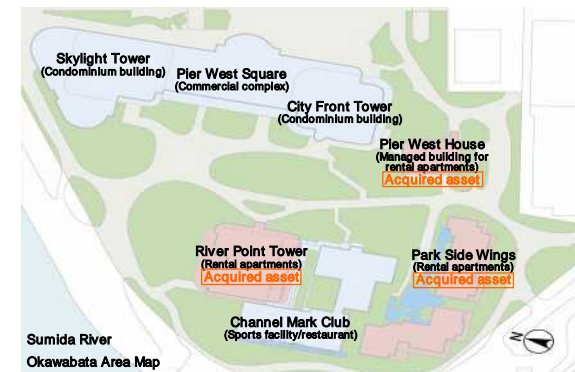 Skylight Tower
(Condominium building)
Pier West Square
(Commercial complex)
City Front Tower
(Condominium building)
Pier West House
(Managed building for
rental apartments)
Acquired asset
River Point Tower
(Rental apartments)
Acquired asset
Park Side Wings
(Rental apartments)
Acquired asset
Channel Mark Club
(Sports facility/restaurant)
Sumida River
Okawabata Area Map
N